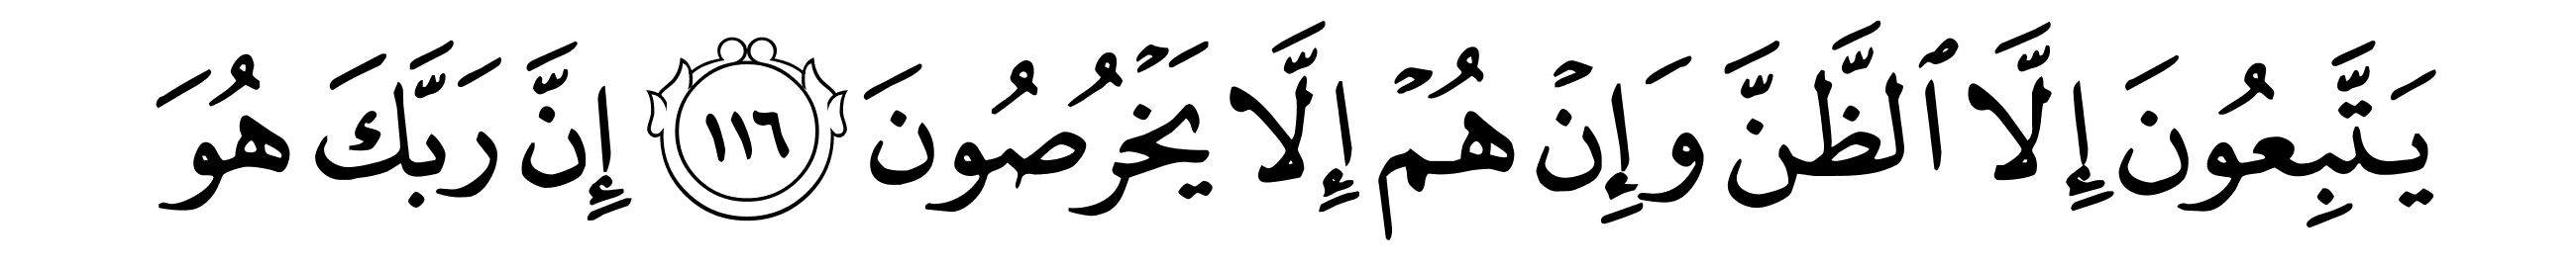 يَتَّبِعُونَ إِلَّا ٱلظَّنَّ وَإِنۡ هُمۡ إِلَّا يَخۡرُصُونَ ١١٦ إِنَّ رَبَّكَ هُوَ